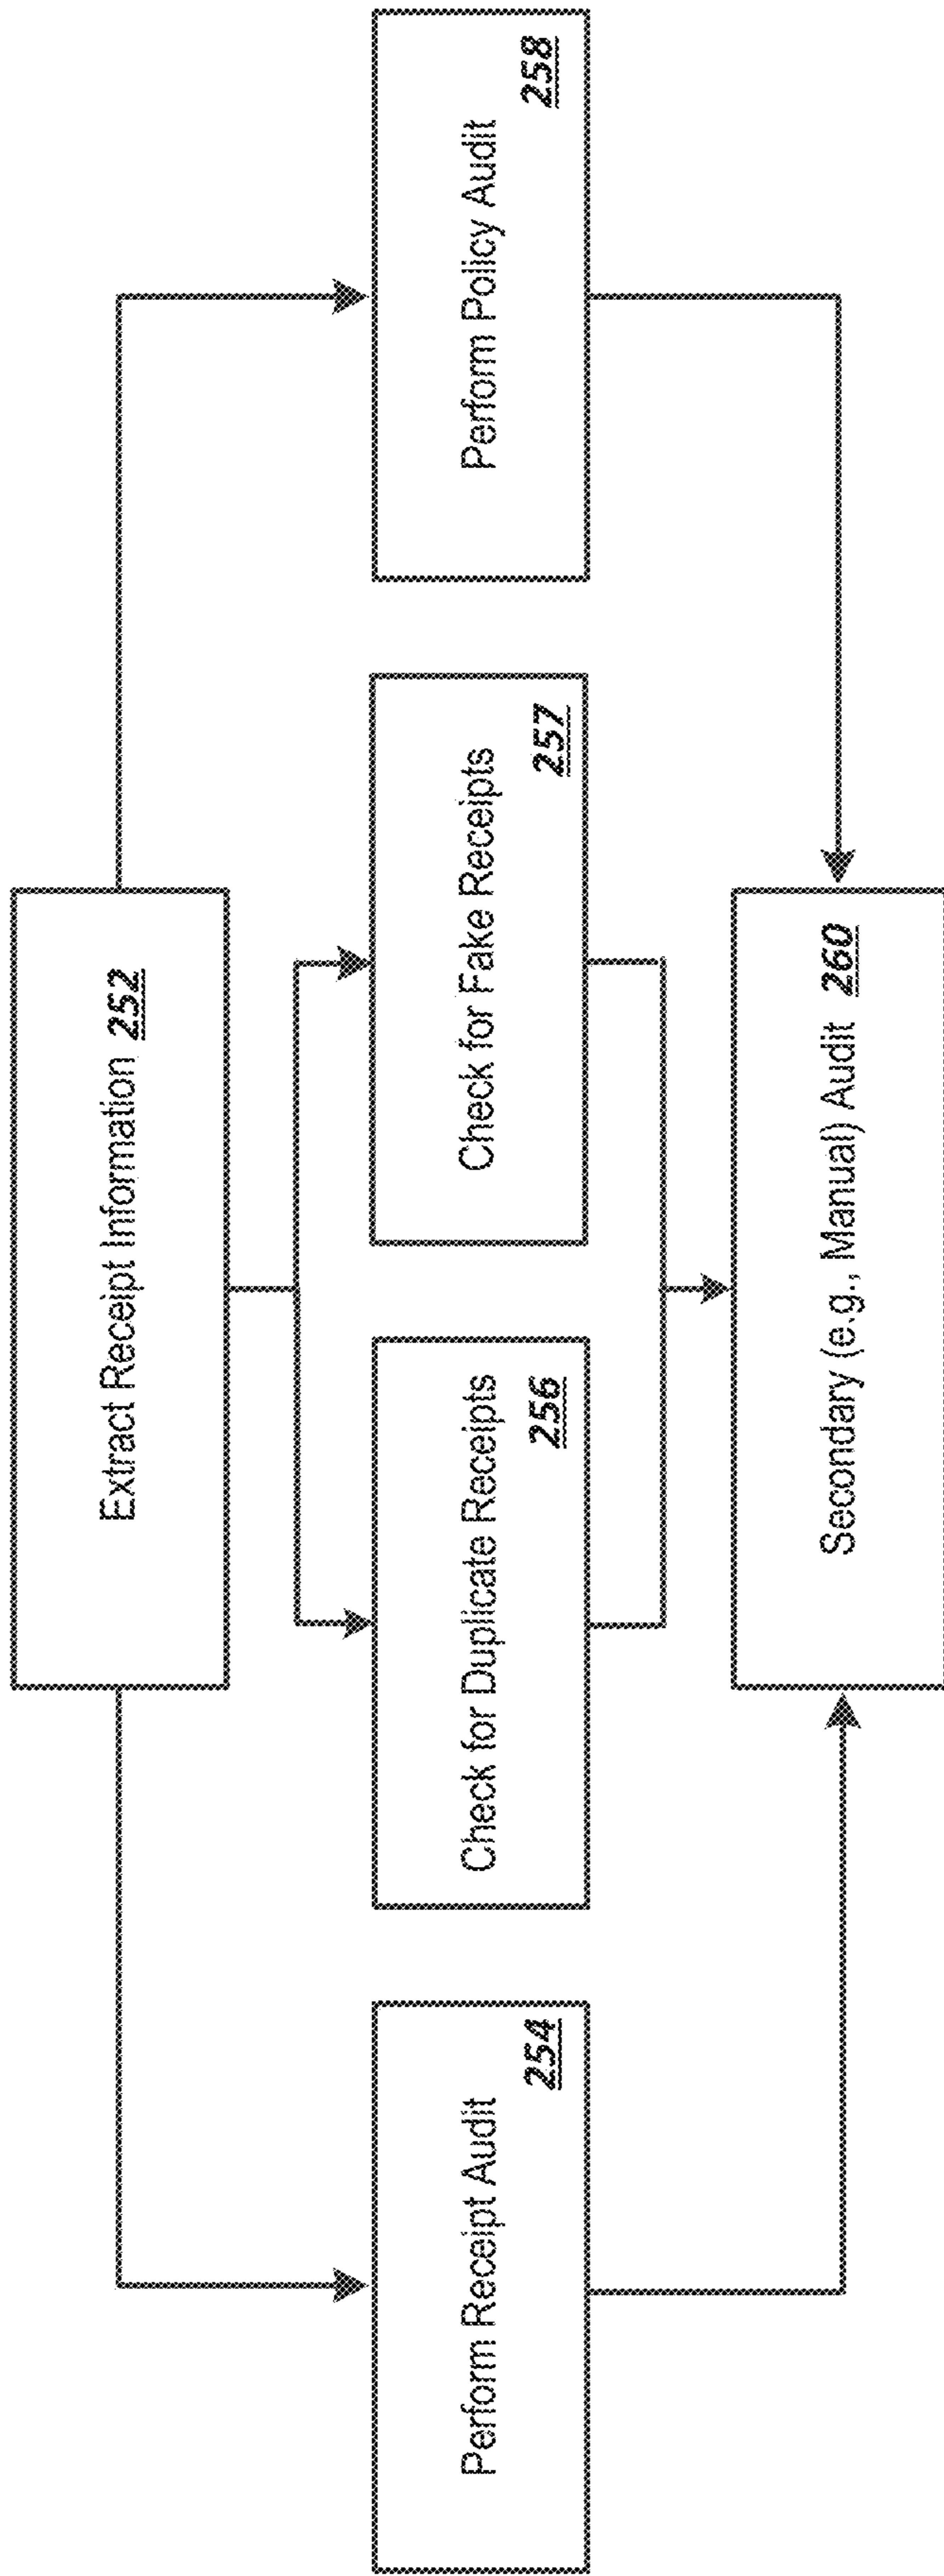 Extract Receipt Information 252
Perform Receipt Audit
254
Check for Duplicate Receipts
256
Check for Fake Receipts
257
Perform Policy Audit
258
Secondary (e.g., Manual) Audit 260